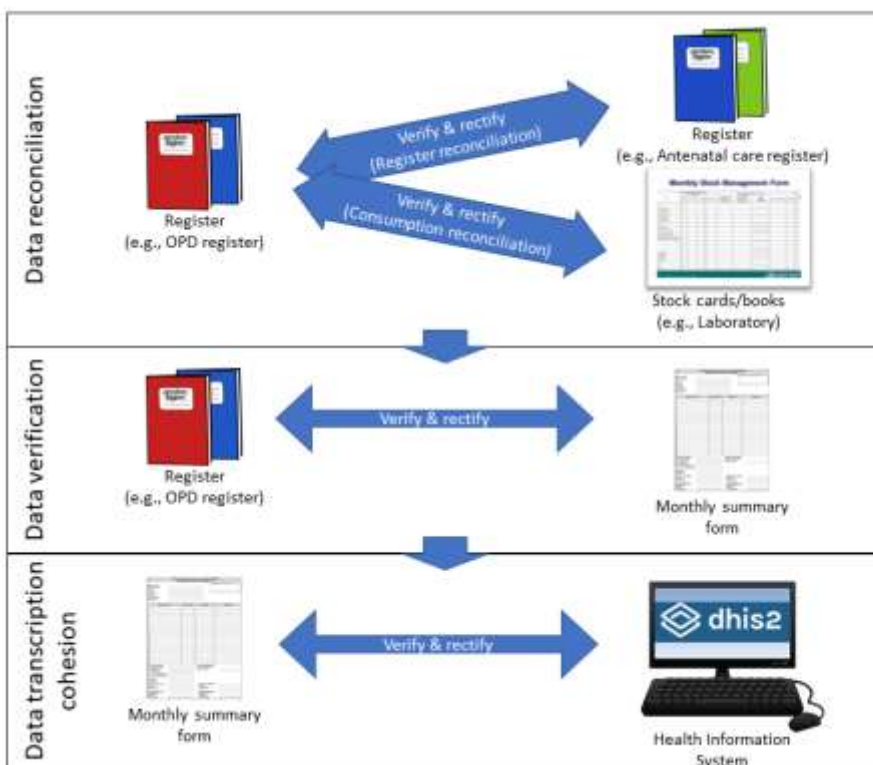 Data reconciliation
Register
(e.g., OPD register)
Verify & rectify
(Register reconciliation)
Verify & rectify
(Consumption reconciliation)
Register
(e.g., Antenatal care register)
Monthly Stock Management Form
Stock cards/books
(e.g., Laboratory)
Data verification
Register
(e.g., OPD register)
Verify & rectify
Monthly summary
form
Data transcription
cohesion
Monthly summary
form
Verify & rectify
dhis2
Health Information
System